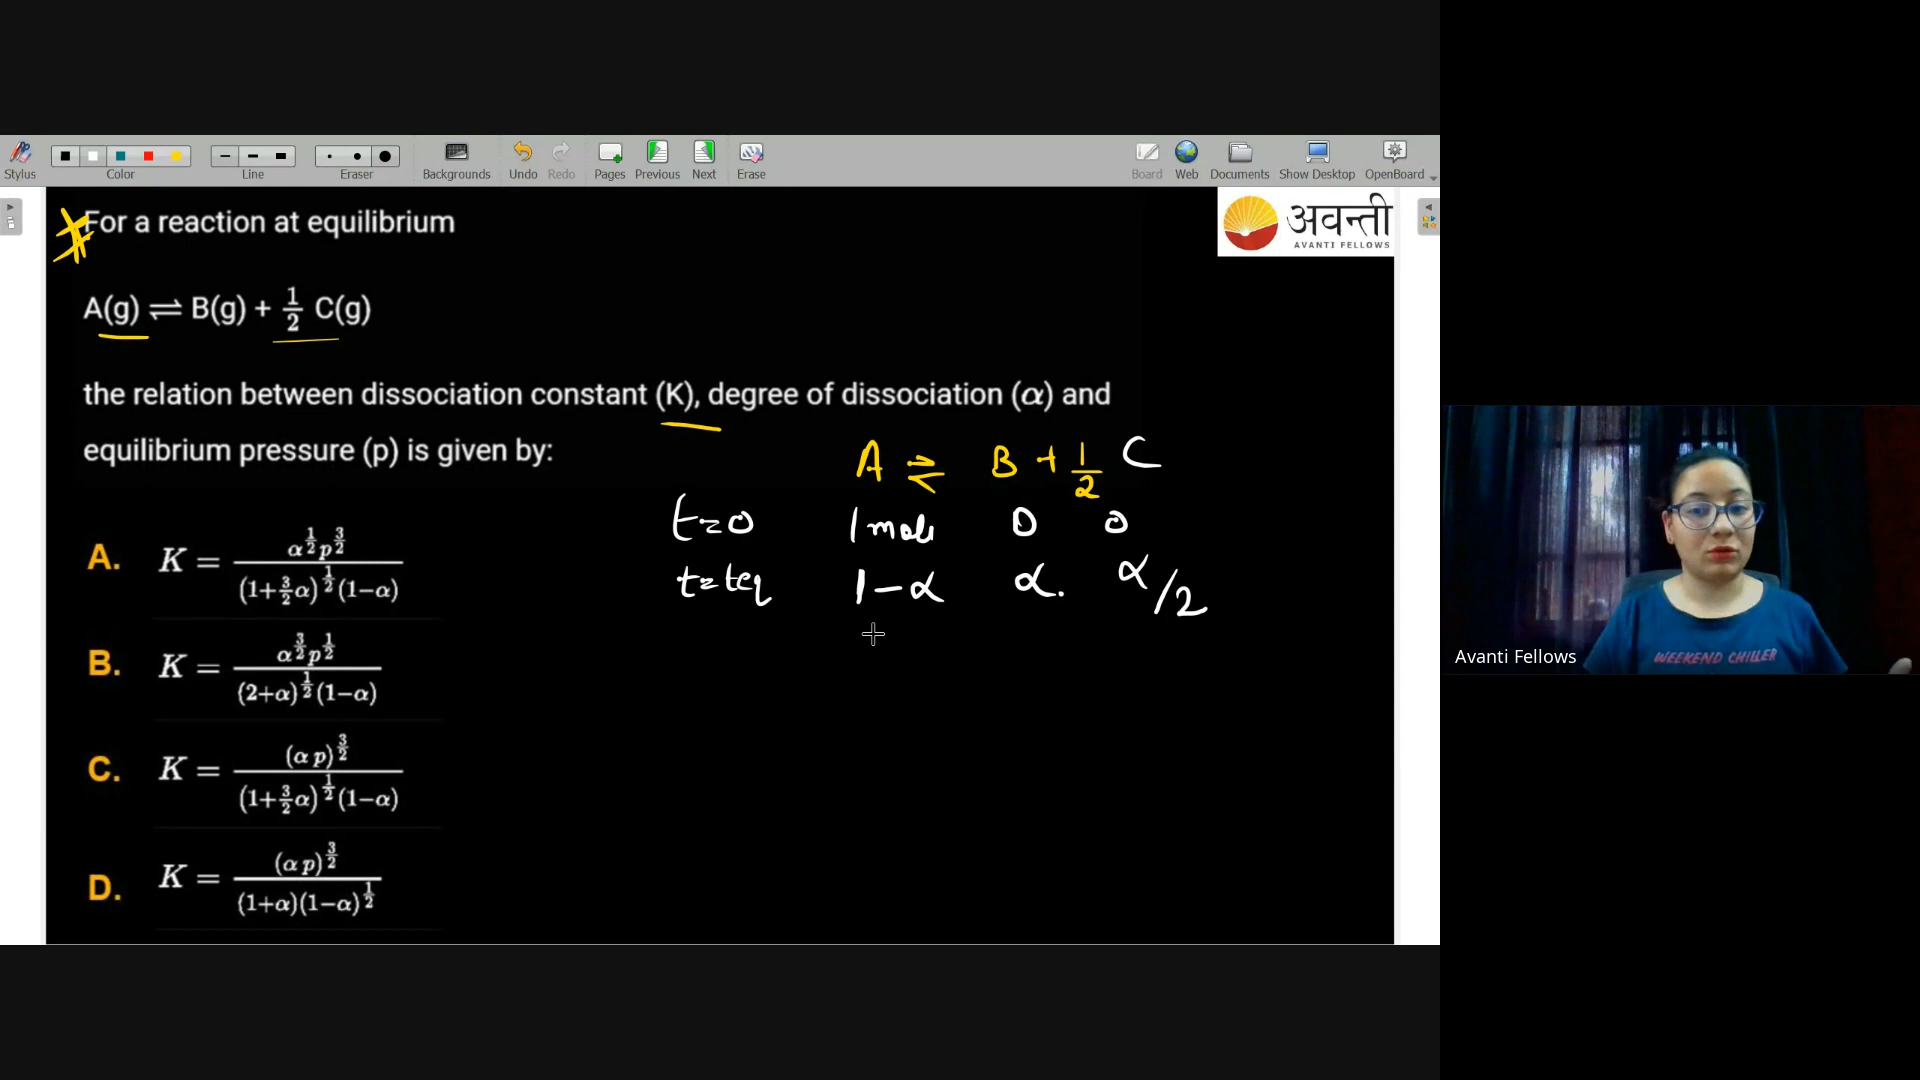 Stylus Color Line Eraser Backgrounds Undo Redo Pages Previous Next Erase Board Web Documents Show Desktop OpenBoard
अवन्ती
AVANTI FELLOWS
For a reaction at equilibrium
A(g) ⇌ B(g) + 1/2 C(g)
the relation between dissociation constant (K), degree of dissociation (α) and
equilibrium pressure (p) is given by:
A ⇌ B + 1/2 C
t=0 1 mole 0 0
t=teq 1-α α. α/2
A. K = α^(1/2) p^(3/2) / (1+3/2 α)^(1/2) (1-α)
B. K = α^(3/2) p^(1/2) / (2+α)^(1/2) (1-α)
C. K = (α p)^(3/2) / (1+3/2 α)^(1/2) (1-α)
D. K = (α p)^(3/2) / (1+α)(1-α)^(1/2)
WEEKEND CHILLER
Avanti Fellows